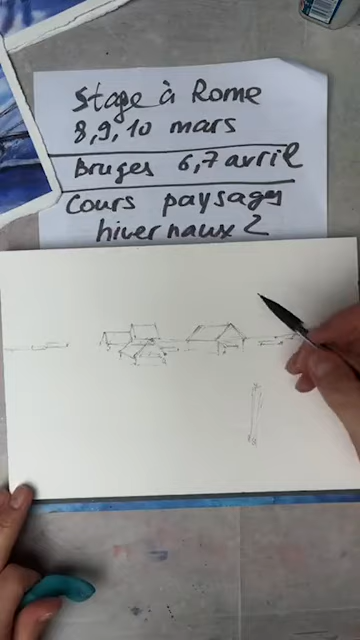 Stage à Rome
8,9,10 mars
Bruges 6,7 avril
Cours paysages
hivernaux 2